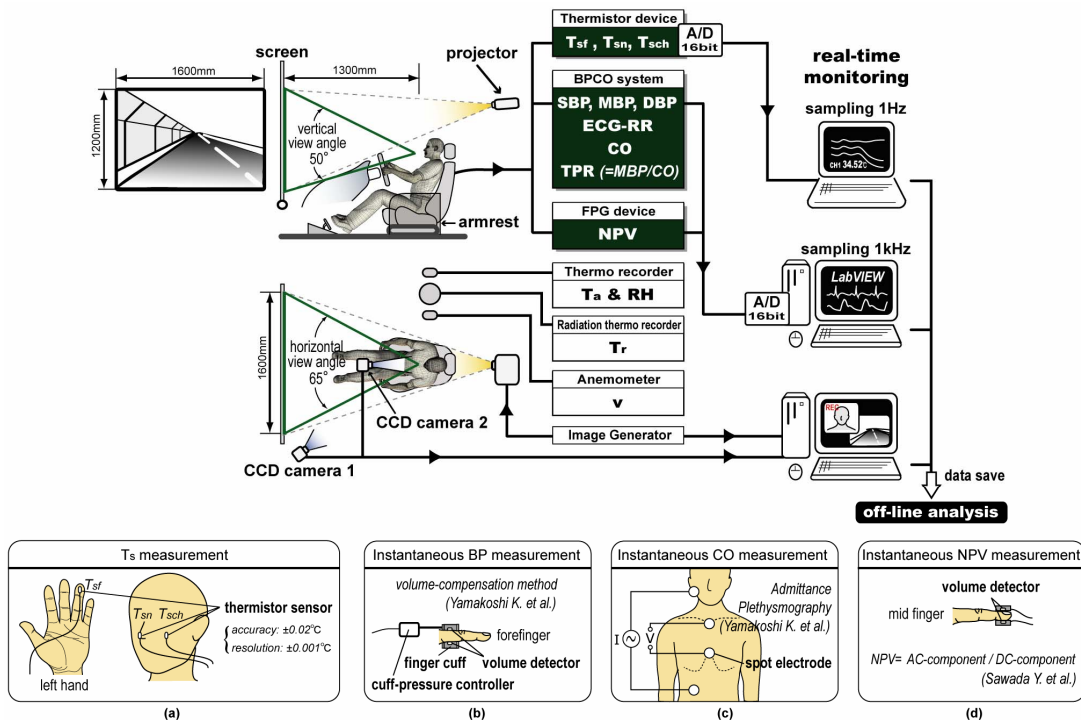 screen
1600mm
1200mm
1300mm
projector
vertical
view angle
50°
armrest
Thermistor device
Tsf , Tsn, Tsch
A/D
16bit
BPCO system
SBP, MBP, DBP
ECG-RR
CO
TPR (=MBP/CO)
FPG device
NPV
real-time
monitoring
sampling 1Hz
CH1 34.52℃
sampling 1kHz
LabVIEW
A/D
16bit
Thermo recorder
Ta & RH
Radiation thermo recorder
Tr
Anemometer
v
Image Generator
1600mm
horizontal
view angle
65°
CCD camera 2
CCD camera 1
REC
data save
off-line analysis
Ts measurement
Tsf
Tsn Tsch
thermistor sensor
accuracy: ±0.02℃
resolution: ±0.001℃
left hand
(a)
Instantaneous BP measurement
volume-compensation method
(Yamakoshi K. et al.)
forefinger
finger cuff
volume detector
cuff-pressure controller
(b)
Instantaneous CO measurement
Admittance
Plethysmography
(Yamakoshi K. et al.)
I
V
spot electrode
(c)
Instantaneous NPV measurement
volume detector
mid finger
NPV= AC-component / DC-component
(Sawada Y. et al.)
(d)